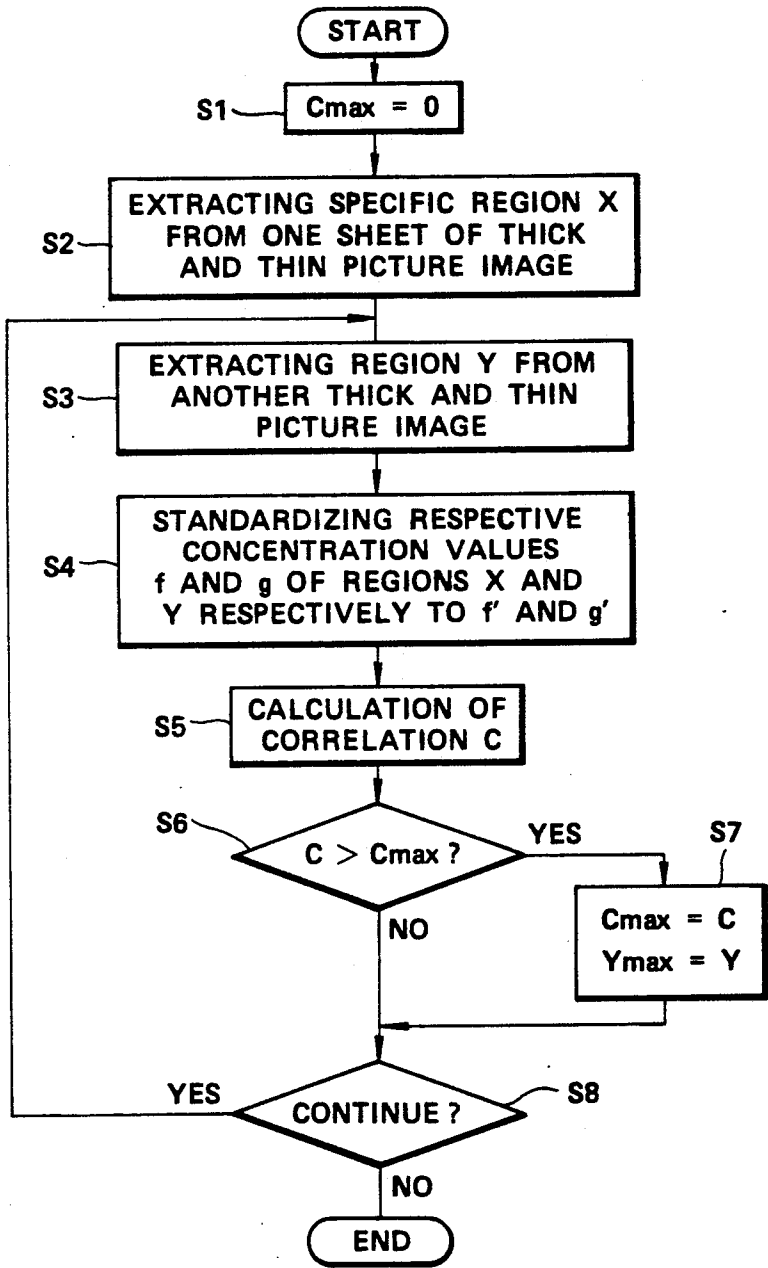 START
S1
Cmax = 0
S2
EXTRACTING SPECIFIC REGION X
FROM ONE SHEET OF THICK
AND THIN PICTURE IMAGE
S3
EXTRACTING REGION Y FROM
ANOTHER THICK AND THIN
PICTURE IMAGE
S4
STANDARDIZING RESPECTIVE
CONCENTRATION VALUES
f AND g OF REGIONS X AND
Y RESPECTIVELY TO f' AND g'
S5
CALCULATION OF
CORRELATION C
S6
C > Cmax ?
YES
S7
Cmax = C
Ymax = Y
NO
YES
CONTINUE ?
S8
NO
END